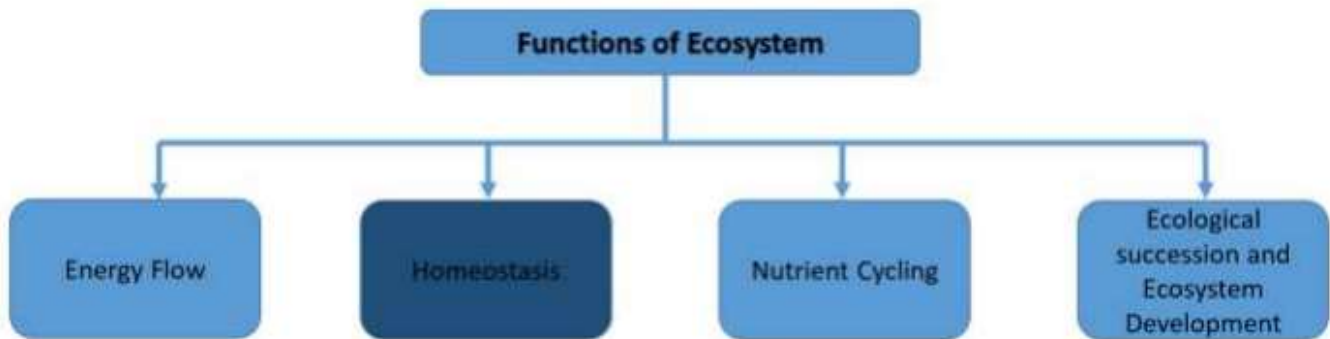 Functions of Ecosystem
Energy Flow
Homeostasis
Nutrient Cycling
Ecological
succession and
Ecosystem
Development